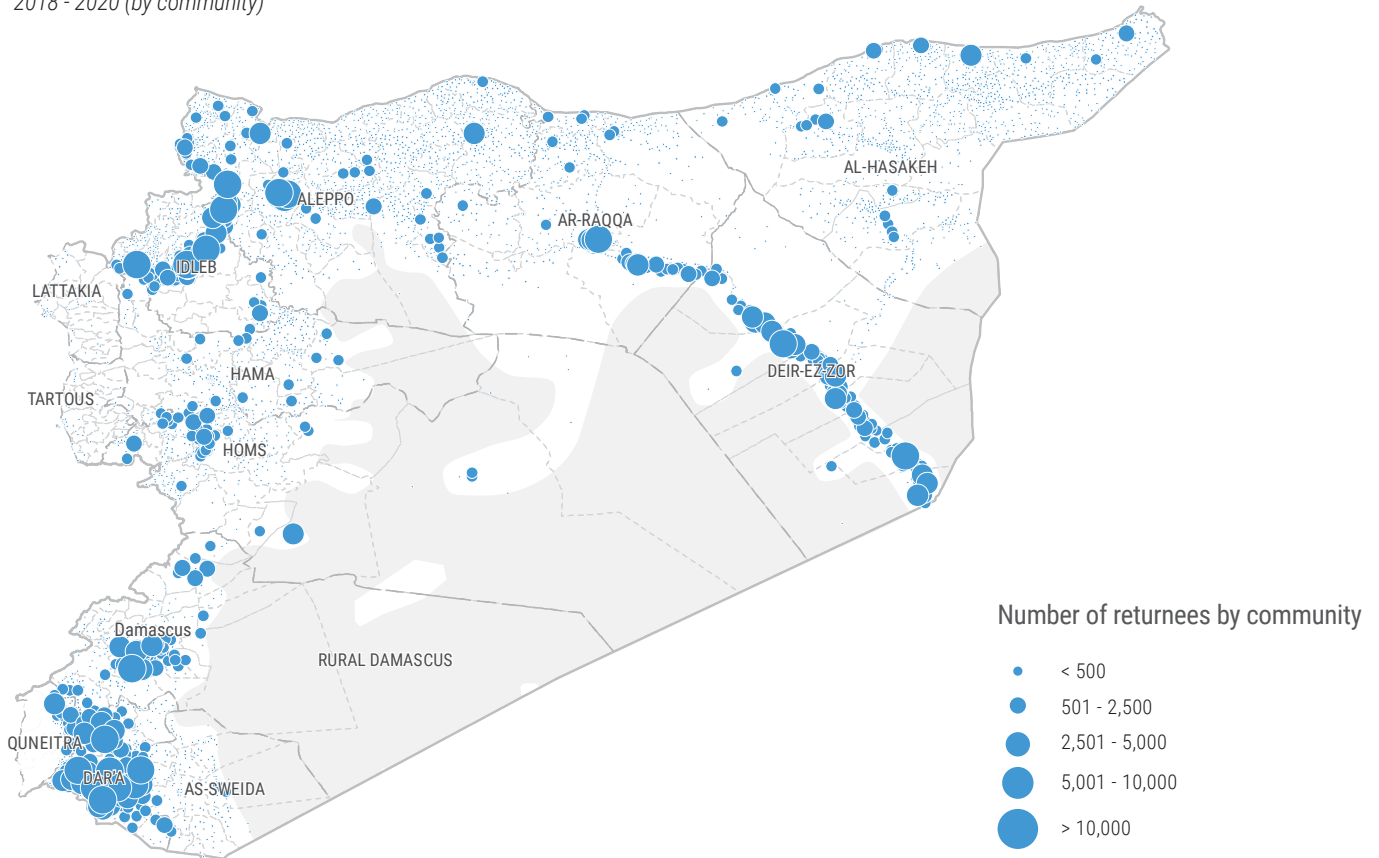 2018 - 2020 (by community)
AL-HASAKEH
ALEPPO
AR-RAQQA
IDLEB
LATTAKIA
DEIR-EZ-ZOR
HAMA
TARTOUS
HOMS
Number of returnees by community
Damascus
RURAL DAMASCUS
< 500
501 - 2,500
2,501 - 5,000
QUNEITRA
DAR'A
5,001 - 10,000
AS-SWEIDA
> 10,000